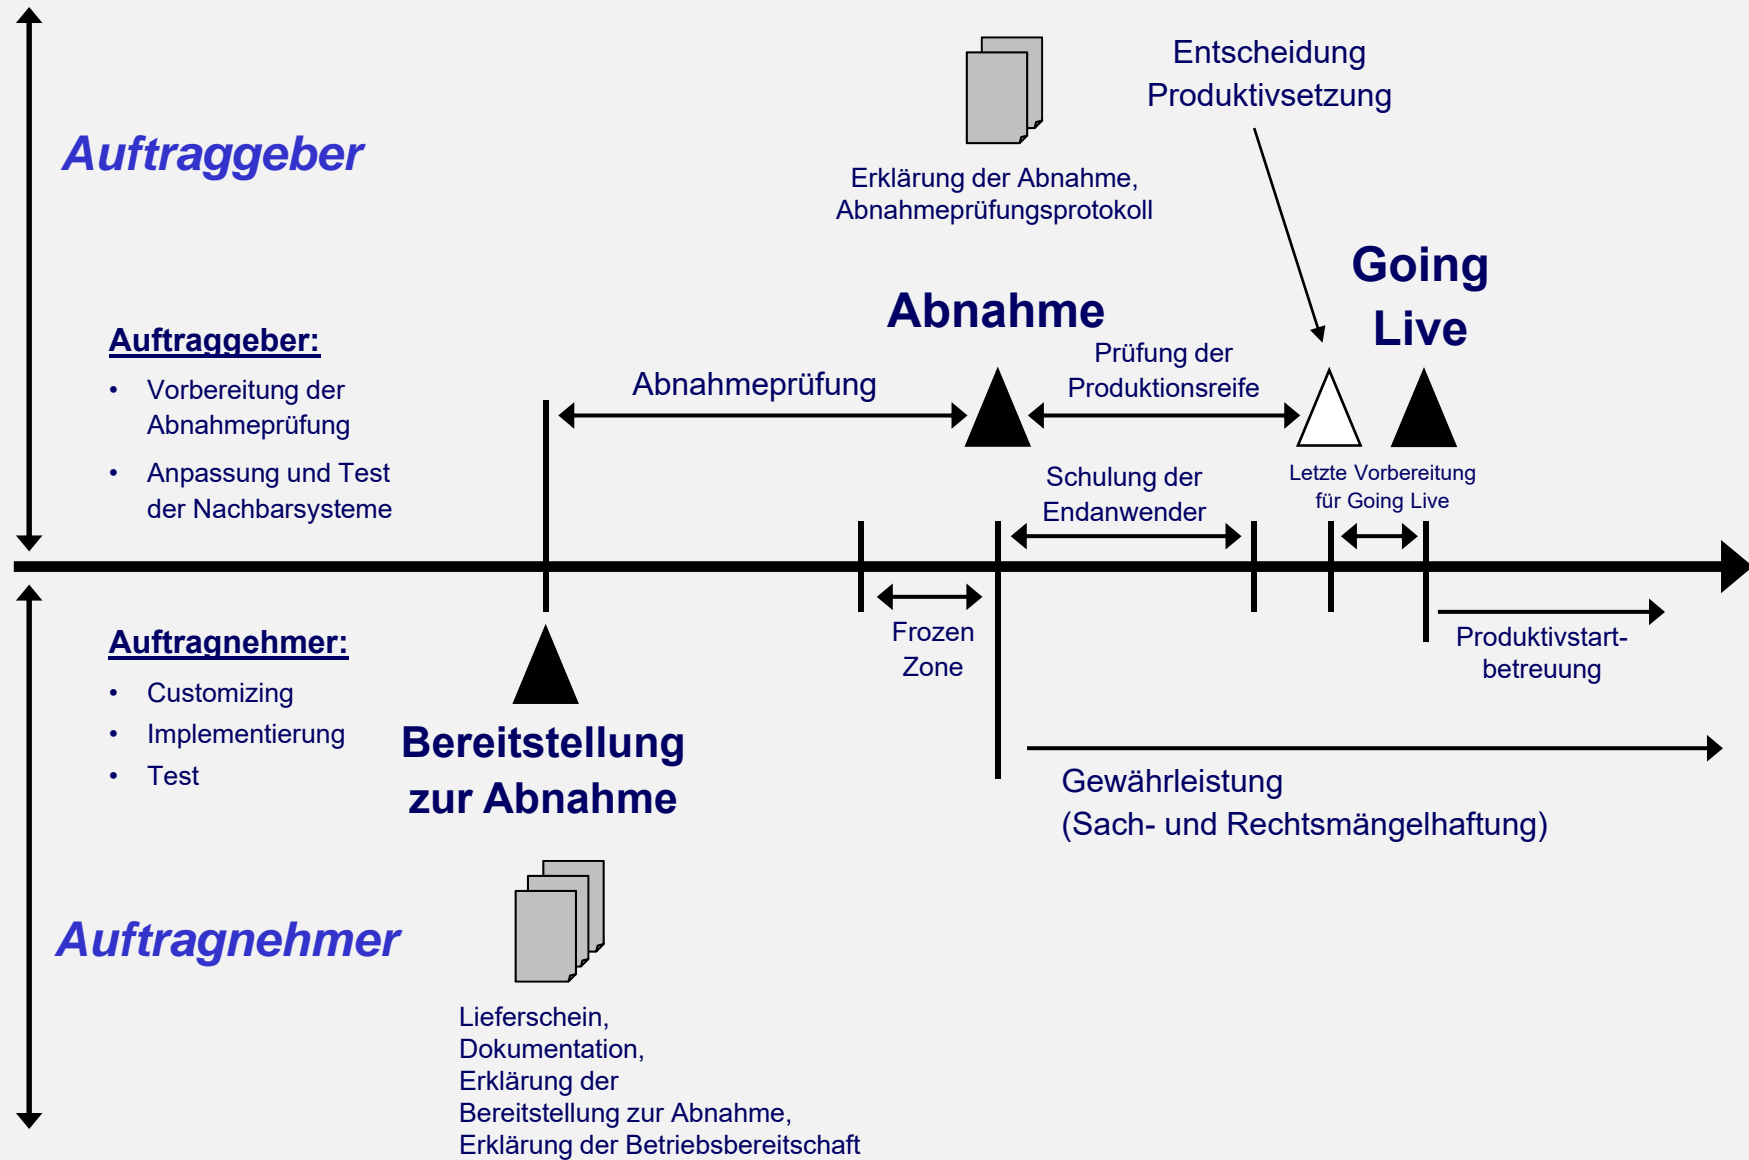 Entscheidung
Produktivsetzung
Auftraggeber
Erklärung der Abnahme,
Abnahmeprüfungsprotokoll
Going
Live
Abnahme
Auftraggeber:
• Vorbereitung der
Abnahmeprüfung
• Anpassung und Test
der Nachbarsysteme
Abnahmeprüfung
Prüfung der
Produktionsreife
Schulung der
Endanwender
Letzte Vorbereitung
für Going Live
Auftragnehmer:
• Customizing
• Implementierung
• Test
Frozen
Zone
Produktivstart-
betreuung
Bereitstellung
zur Abnahme
Gewährleistung
(Sach- und Rechtsmängelhaftung)
Auftragnehmer
Lieferschein,
Dokumentation,
Erklärung der
Bereitstellung zur Abnahme,
Erklärung der Betriebsbereitschaft